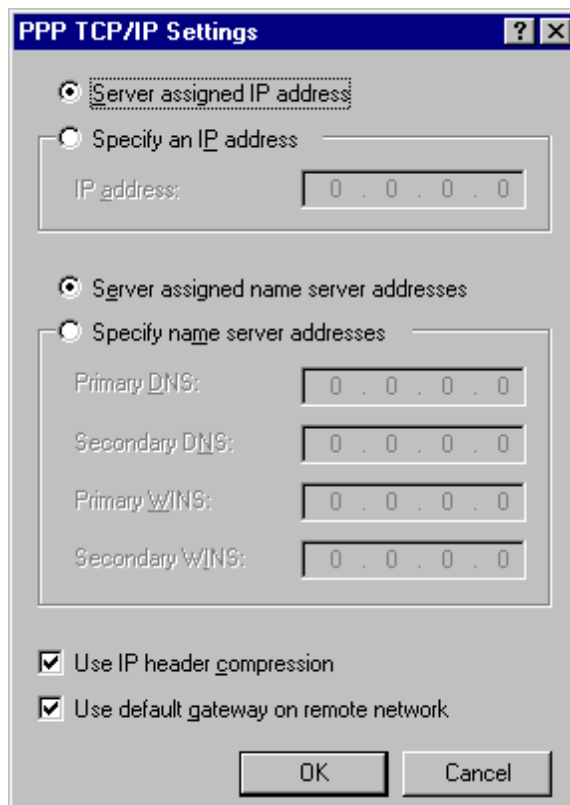 PPP TCP/IP Settings
Server assigned IP address
Specify an IP address
IP address: 0 . 0 . 0 . 0
Server assigned name server addresses
Specify name server addresses
Primary DNS: 0 . 0 . 0 . 0
Secondary DNS: 0 . 0 . 0 . 0
Primary WINS: 0 . 0 . 0 . 0
Secondary WINS: 0 . 0 . 0 . 0
Use IP header compression
Use default gateway on remote network
OK Cancel